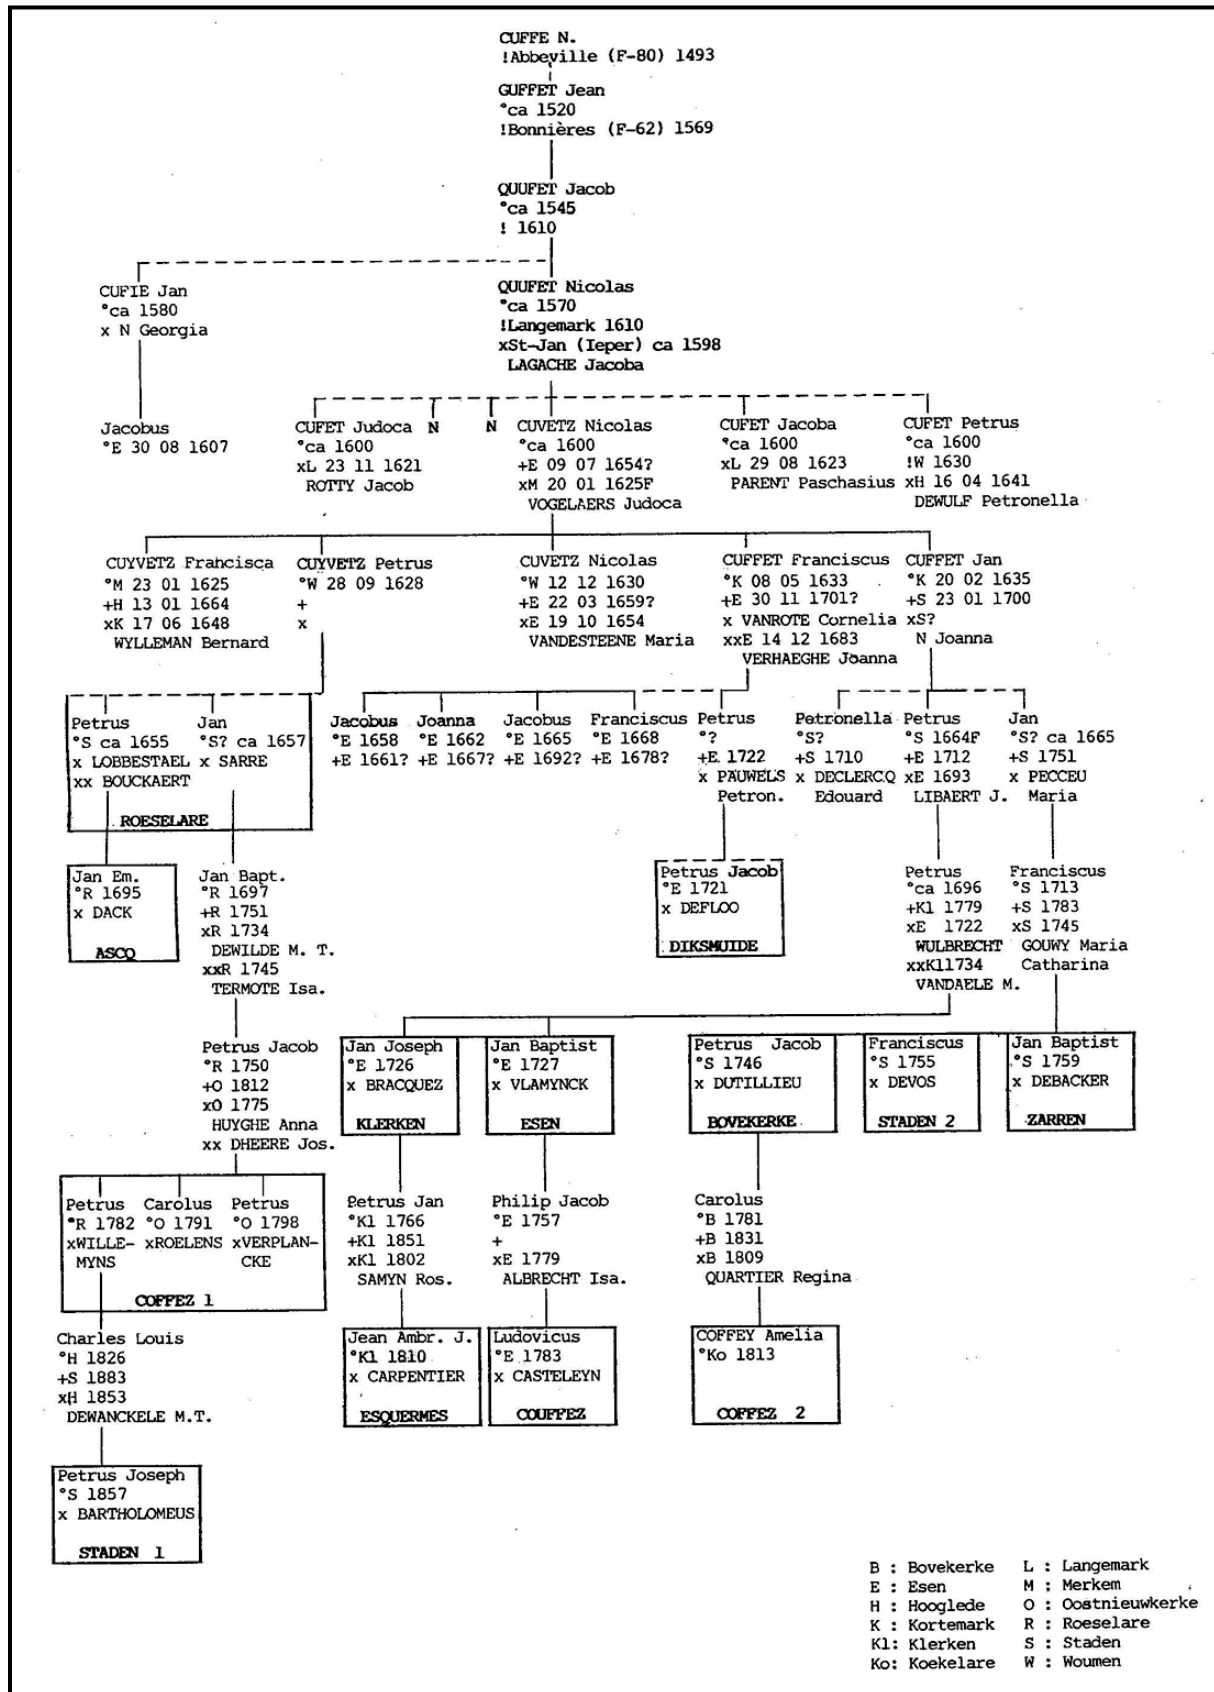 CUFFE N.
!Abbeville (F-80) 1493
GUFFET Jean
°ca 1520
!Bonnières (F-62) 1569
QUUFET Jacob
°ca 1545
! 1610
CUFIE Jan
°ca 1580
x N Georgia
QUUFET Nicolas
°ca 1570
!Langemark 1610
xSt-Jan (Ieper) ca 1598
LAGACHE Jacoba
Jacobus
°E 30 08 1607
CUFET Judoca
°ca 1600
xL 23 11 1621
ROTTY Jacob
N
N
CUVETZ Nicolas
°ca 1600
+E 09 07 1654?
xM 20 01 1625F
VOGELAERS Judoca
CUFET Jacoba
°ca 1600
xL 29 08 1623
PARENT Paschasius
CUFET Petrus
°ca 1600
!W 1630
xH 16 04 1641
DEWULF Petronella
CUYVETZ Francisca
°M 23 01 1625
+H 13 01 1664
xK 17 06 1648
WYLLEMAN Bernard
CUYVETZ Petrus
°W 28 09 1628
+
x
CUVETZ Nicolas
°W 12 12 1630
+E 22 03 1659?
xE 19 10 1654
VANDESTEENE Maria
CUFFET Franciscus
°K 08 05 1633
+E 30 11 1701?
x VANROTE Cornelia
xxE 14 12 1683
VERHAEGHE Joanna
CUFFET Jan
°K 20 02 1635
+S 23 01 1700
xS?
N Joanna
Petrus
°S ca 1655
x LOBBESTAEL
xx BOUCKAERT
Jan
°S? ca 1657
x SARRE
ROESELARE
Jacobus
°E 1658
+E 1661?
Joanna
°E 1662
+E 1667?
Jacobus
°E 1665
+E 1692?
Franciscus
°E 1668
+E 1678?
Petrus
°?
+E 1722
x PAUWELS
Petron.
Petronella
°S?
+S 1710
x DECLERCQ
Edouard
Petrus
°S 1664F
+E 1712
xE 1693
LIBAERT J.
Jan
°S? ca 1665
+S 1751
x PECCEU
Maria
Jan Em.
°R 1695
x DACK
ASCQ
Jan Bapt.
°R 1697
+R 1751
xR 1734
DEWILDE M. T.
xxR 1745
TERMOTE Isa.
Petrus Jacob
°E 1721
x DEFLOO
DIKSMUIDE
Petrus
°ca 1696
+Kl 1779
xE 1722
WULBRECHT
xxKl1734
VANDAELE M.
Franciscus
°S 1713
+S 1783
xS 1745
GOUWY Maria
Catharina
Petrus Jacob
°R 1750
+O 1812
xO 1775
HUYGHE Anna
xx DHEERE Jos.
Jan Joseph
°E 1726
x BRACQUEZ
KLERKEN
Jan Baptist
°E 1727
x VLAMYNCK
ESEN
Petrus Jacob
°S 1746
x DUTILLIEU
BOVEKERKE
Franciscus
°S 1755
x DEVOS
STADEN 2
Jan Baptist
°S 1759
x DEBACKER
ZARREN
Petrus
°R 1782
xWILLE-
MYNS
Carolus
°O 1791
xROELENS
Petrus
°O 1798
xVERPLAN-
CKE
COFFEZ 1
Petrus Jan
°Kl 1766
+Kl 1851
xKl 1802
SAMYN Ros.
Philip Jacob
°E 1757
+
xE 1779
ALBRECHT Isa.
Carolus
°B 1781
+B 1831
xB 1809
QUARTIER Regina
Charles Louis
°H 1826
+S 1883
xH 1853
DEWANCKELE M.T.
Jean Ambr. J.
°Kl 1810
x CARPENTIER
ESQUERMES
Ludovicus
°E 1783
x CASTELEYN
COUFFEZ
COFFEY Amelia
°Ko 1813
COFFEZ 2
Petrus Joseph
°S 1857
x BARTHOLOMEUS
STADEN 1
B : Bovekerke
E : Esen
H : Hooglede
K : Kortemark
Kl: Klerken
Ko: Koekelare
L : Langemark
M : Merkem
O : Oostnieuwkerke
R : Roeselare
S : Staden
W : Woumen